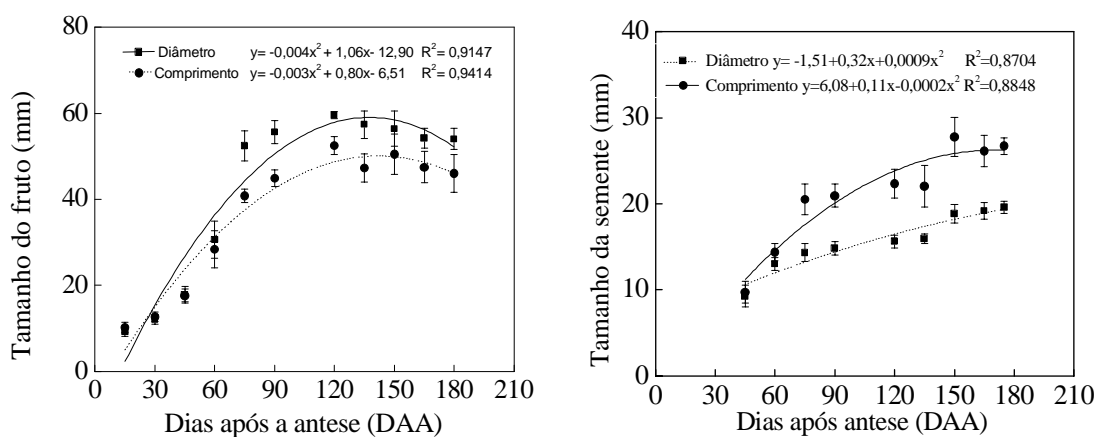 80
60
40
20
0
Tamanho do fruto (mm)
Diâmetro y= -0,004x² + 1,06x- 12,90 R²= 0,9147
Comprimento y= -0,003x² + 0,80x- 6,51 R²= 0,9414
0 30 60 90 120 150 180 210
Dias após a antese (DAA)
40
30
20
10
0
Tamanho da semente (mm)
Diâmetro y= -1,51+0,32x+0,0009x² R²=0,8704
Comprimento y=6,08+0,11x-0,0002x² R²=0,8848
0 30 60 90 120 150 180 210
Dias após antese (DAA)